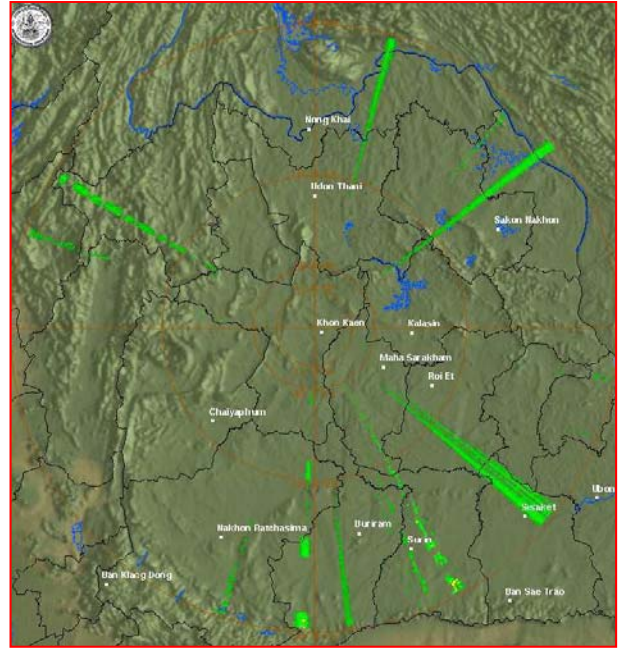 Nong Khai
Udon Thani
Sakon Nakhon
Khon Kaen
Kalasin
Maha Sarakham
Roi Et
Chaiyaphum
Ubon
Sisaket
Nakhon Ratchasima
Buriram
Surin
Ban Klang Dong
Ban Sae Trao